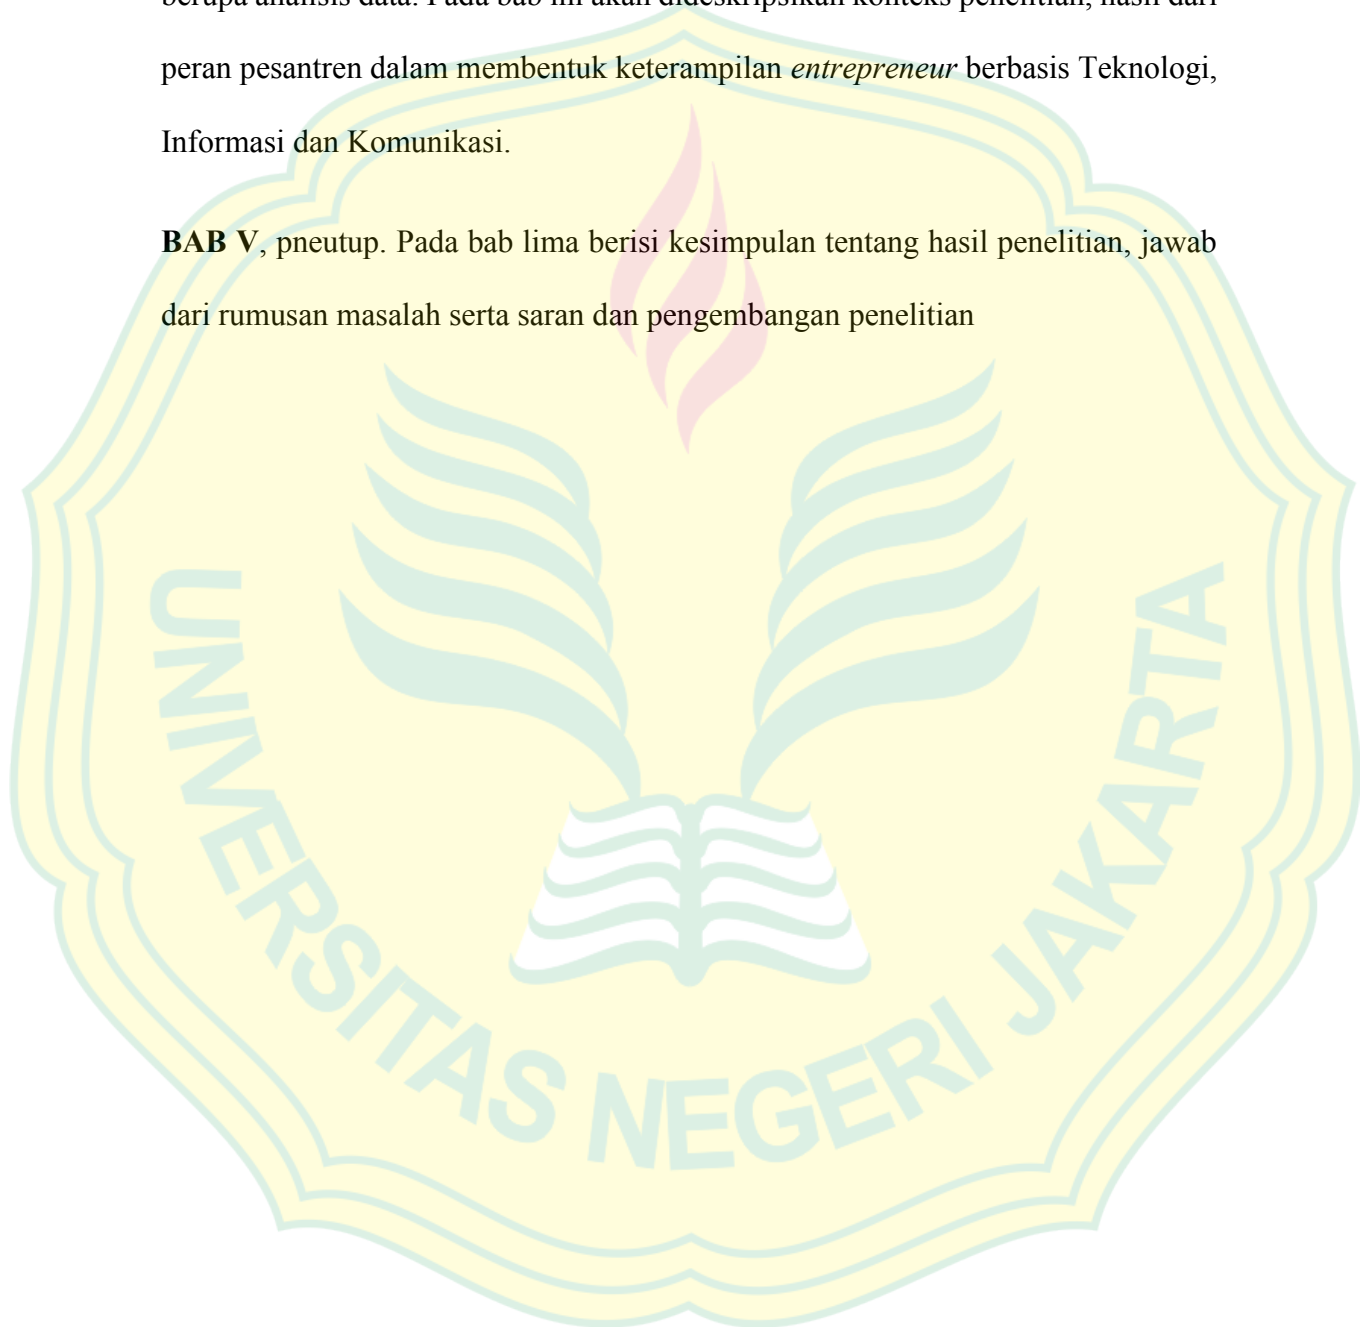 berupa analisis data. Pada bab ini akan dideskripsikan konteks penelitian, hasil dari
peran pesantren dalam membentuk keterampilan entrepreneur berbasis Teknologi,
Informasi dan Komunikasi.
BAB V, pneutup. Pada bab lima berisi kesimpulan tentang hasil penelitian, jawab
dari rumusan masalah serta saran dan pengembangan penelitian
UNIVERSITAS NEGERI JAKARTA